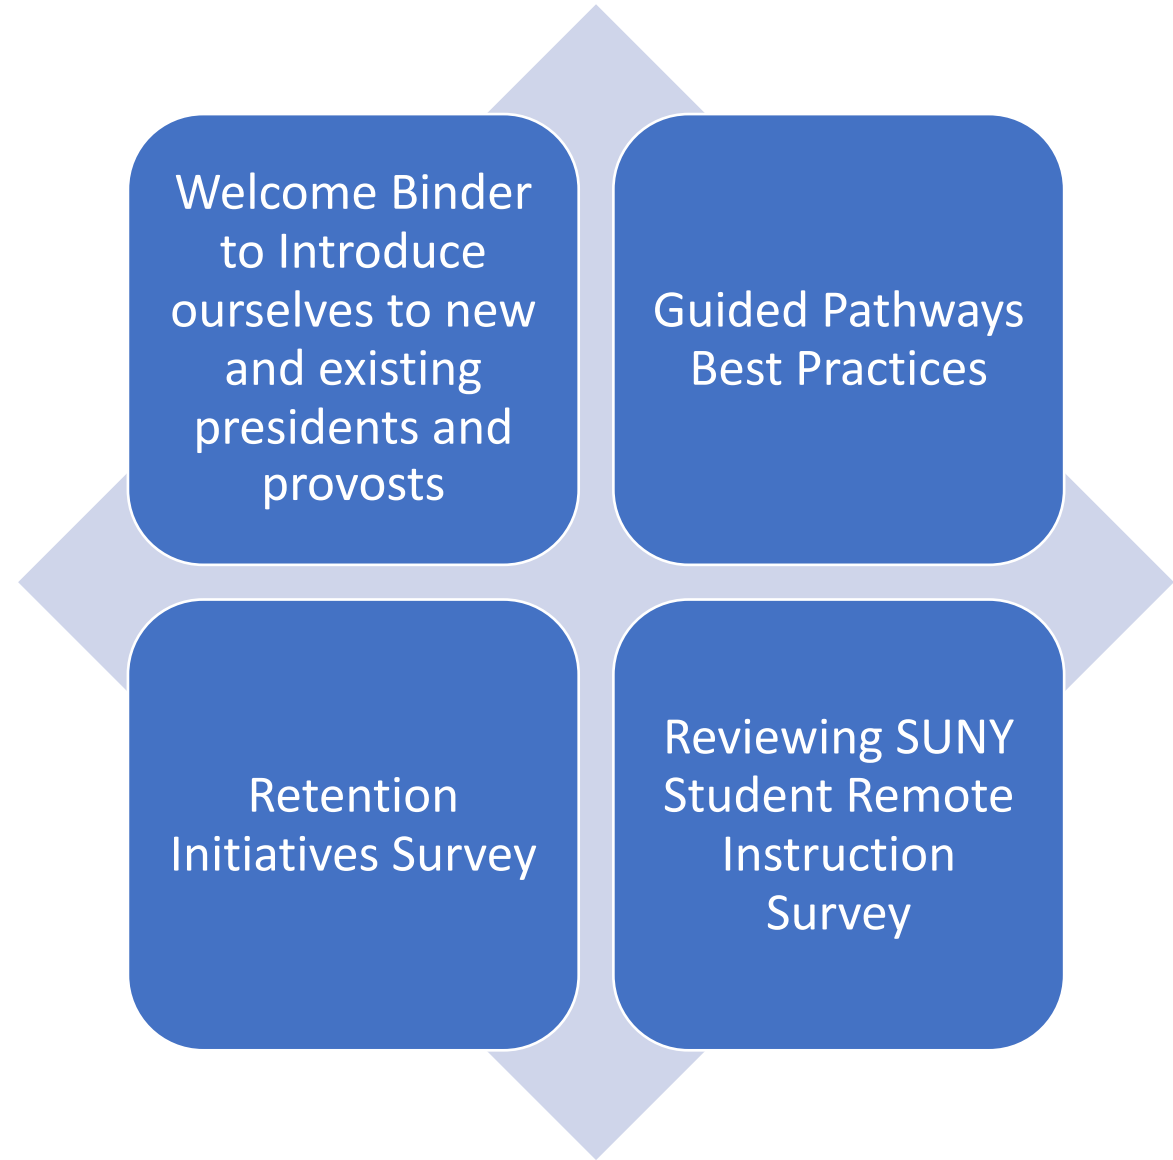 Welcome Binder
to Introduce
ourselves to new
and existing
presidents and
provosts
Guided Pathways
Best Practices
Retention
Initiatives Survey
Reviewing SUNY
Student Remote
Instruction
Survey